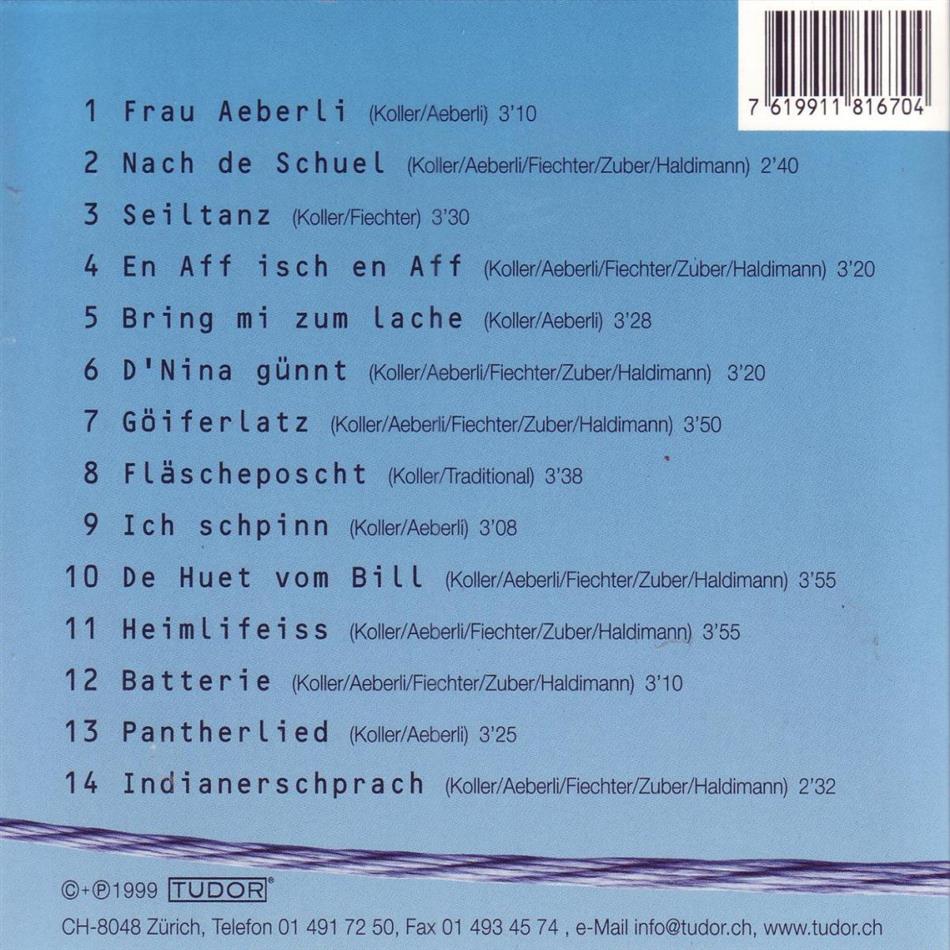 7 619911 816704
1 Frau Aeberli (Koller/Aeberli) 3'10
2 Nach de Schuel (Koller/Aeberli/Fiechter/Zuber/Haldimann) 2'40
3 Seiltanz (Koller/Fiechter) 3'30
4 En Aff isch en Aff (Koller/Aeberli/Fiechter/Zuber/Haldimann) 3'20
5 Bring mi zum lache (Koller/Aeberli) 3'28
6 D'Nina günnt (Koller/Aeberli/Fiechter/Zuber/Haldimann) 3'20
7 Göiferlatz (Koller/Aeberli/Fiechter/Zuber/Haldimann) 3'50
8 Fläscheposcht (Koller/Traditional) 3'38
9 Ich schpinn (Koller/Aeberli) 3'08
10 De Huet vom Bill (Koller/Aeberli/Fiechter/Zuber/Haldimann) 3'55
11 Heimlifeiss (Koller/Aeberli/Fiechter/Zuber/Haldimann) 3'55
12 Batterie (Koller/Aeberli/Fiechter/Zuber/Haldimann) 3'10
13 Pantherlied (Koller/Aeberli) 3'25
14 Indianerschprach (Koller/Aeberli/Fiechter/Zuber/Haldimann) 2'32
©+℗1999 TUDOR®
CH-8048 Zürich, Telefon 01 491 72 50, Fax 01 493 45 74 , e-Mail info@tudor.ch, www.tudor.ch